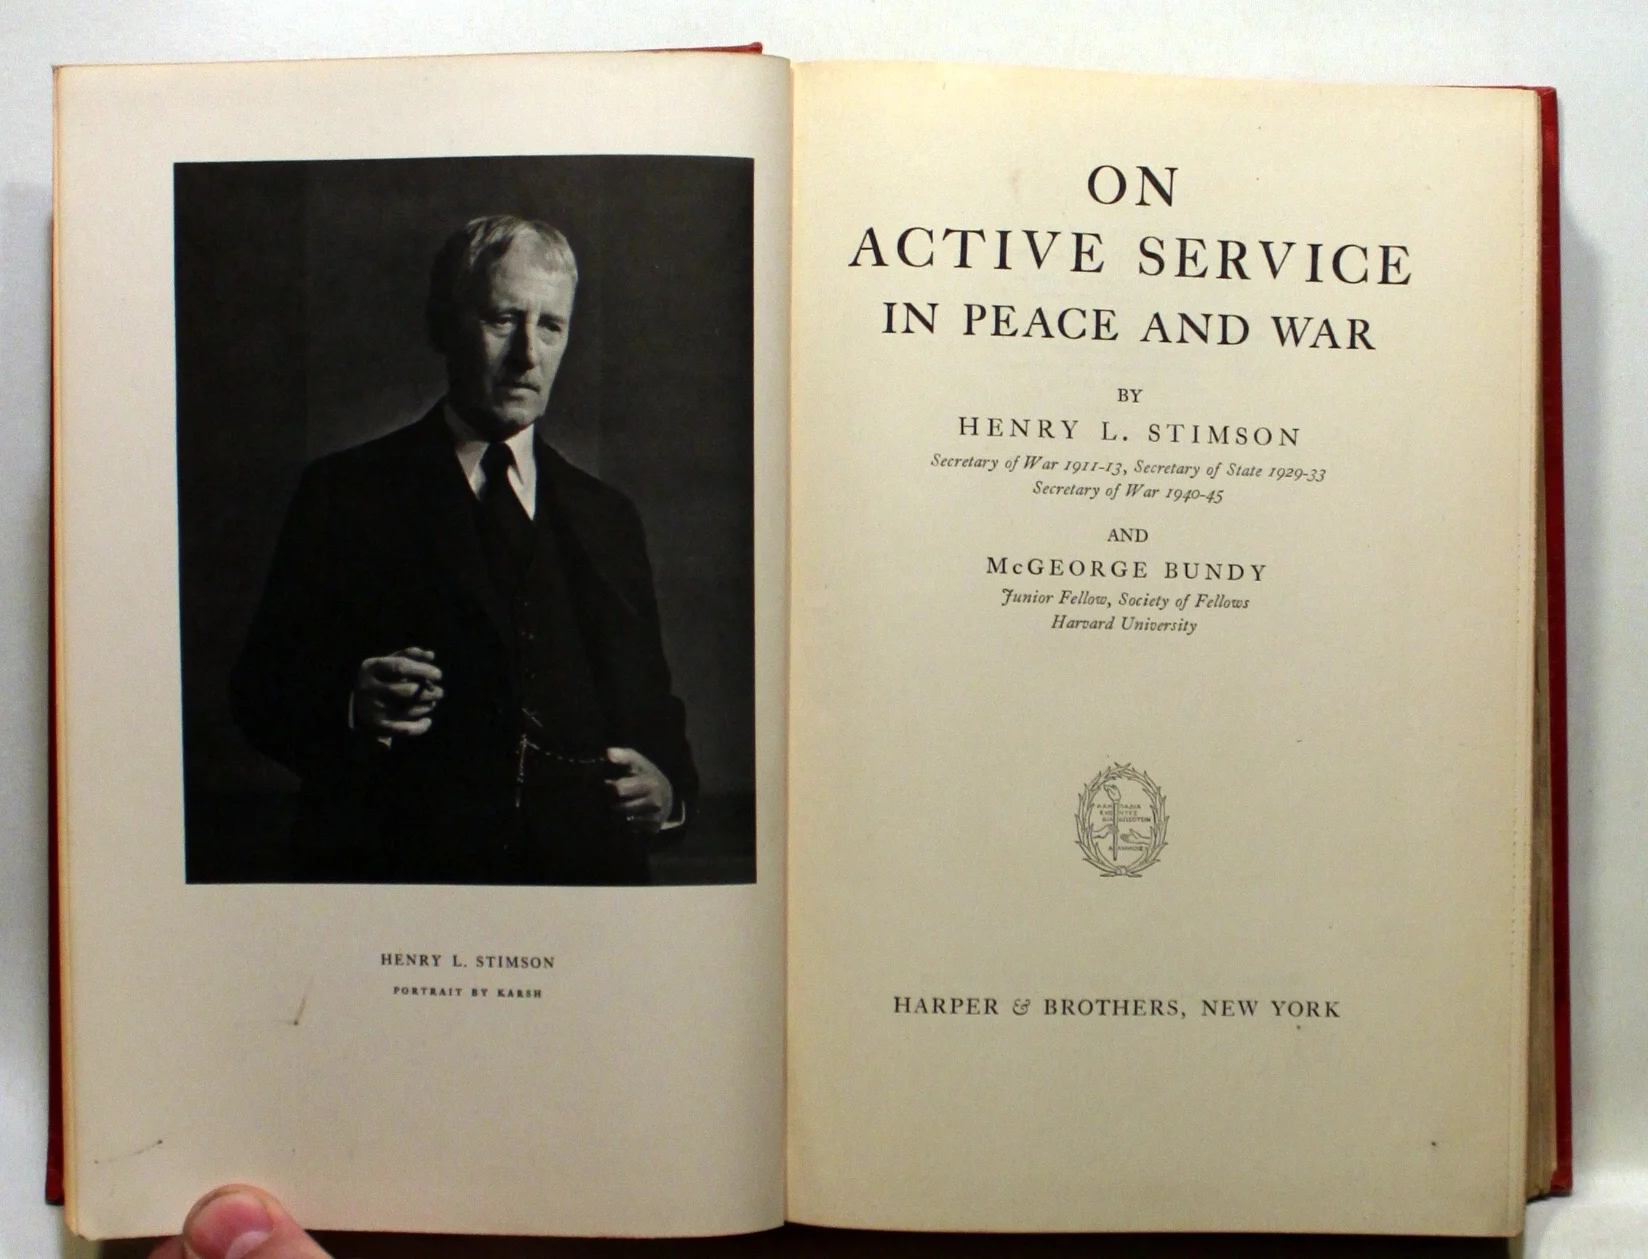 HENRY L. STIMSON
PORTRAIT BY KARSH
ON
ACTIVE SERVICE
IN PEACE AND WAR
BY
HENRY L. STIMSON
Secretary of War 1911-13, Secretary of State 1929-33
Secretary of War 1940-45
AND
McGEORGE BUNDY
Junior Fellow, Society of Fellows
Harvard University
HARPER & BROTHERS, NEW YORK